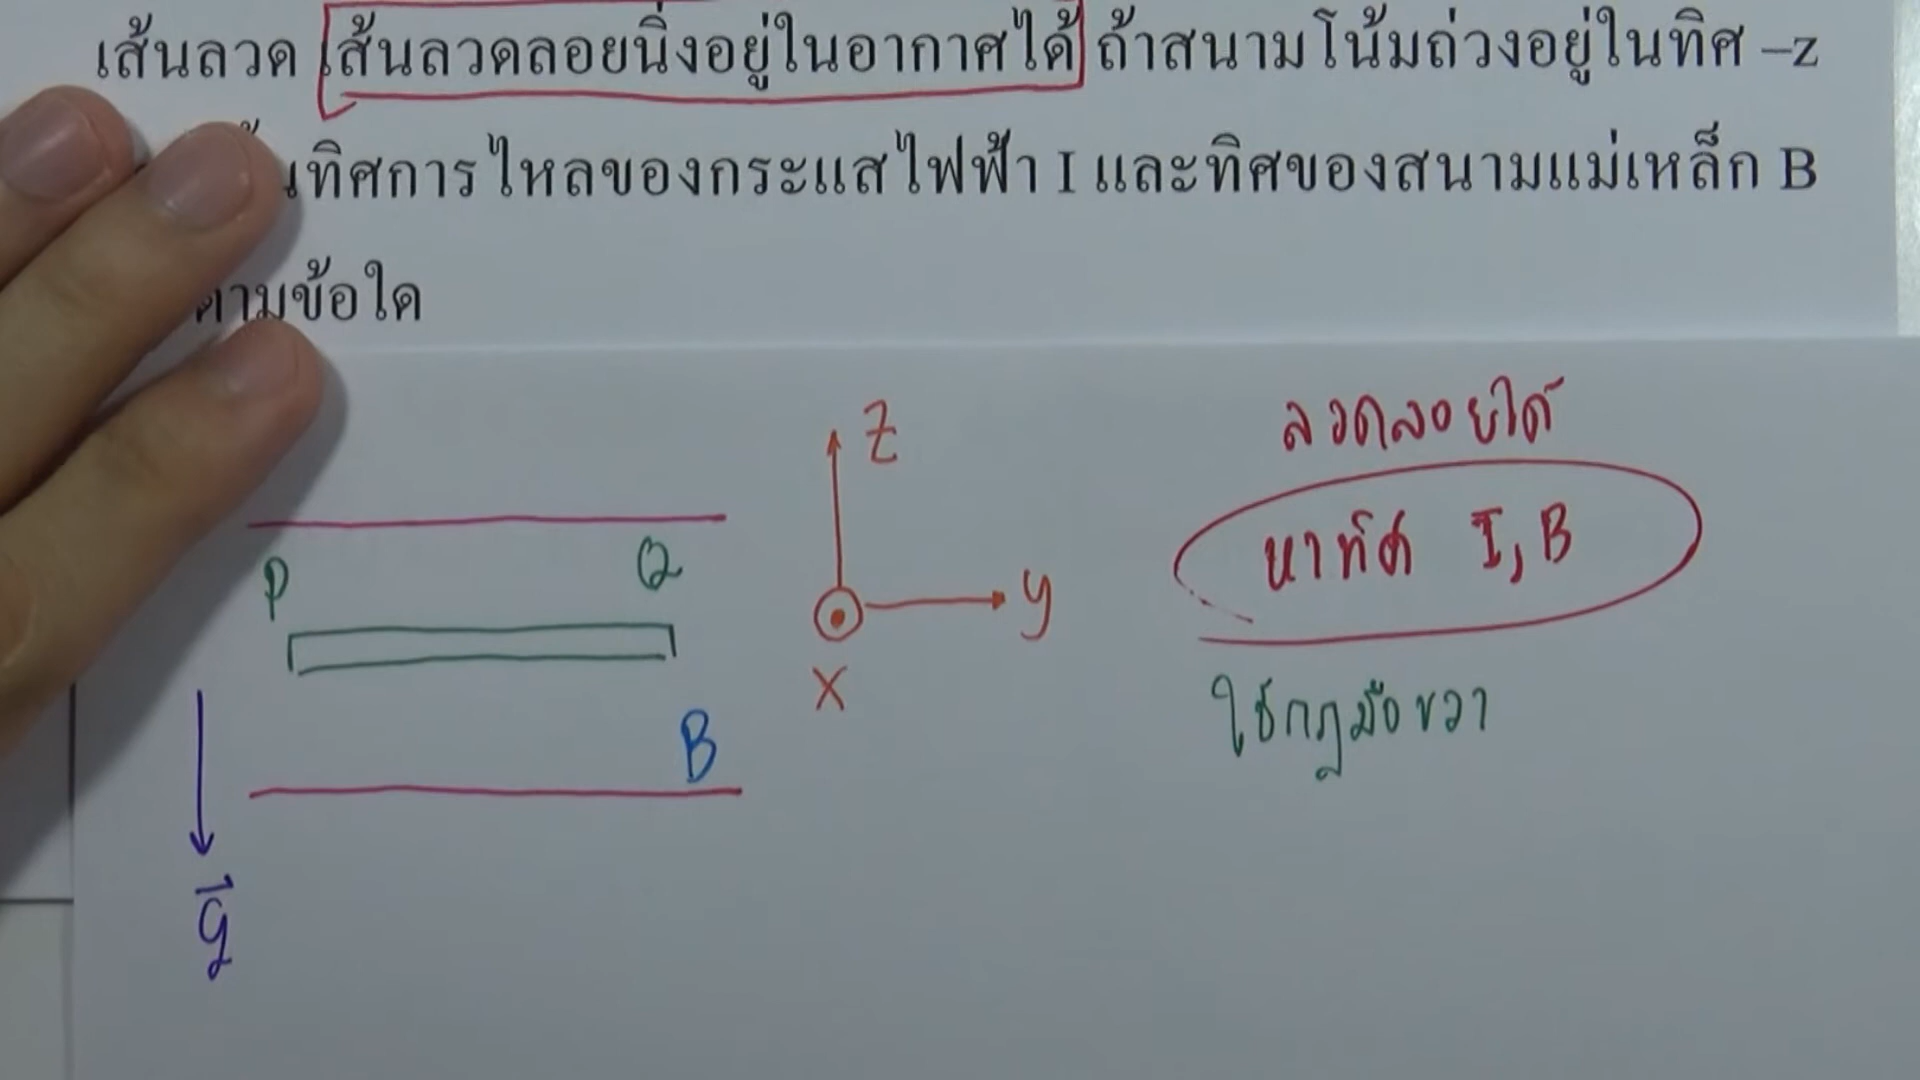 เส้นลวด เส้นลวดลอยนิ่งอยู่ในอากาศได้ ถ้าสนามโน้มถ่วงอยู่ในทิศ –z
ทิศการไหลของกระแสไฟฟ้า I และทิศของสนามแม่เหล็ก B
ตามข้อใด
ลวดลอยได้
หาทิศ I, B
ใช้กฎมือขวา
Z
y
X
P
Q
B
g